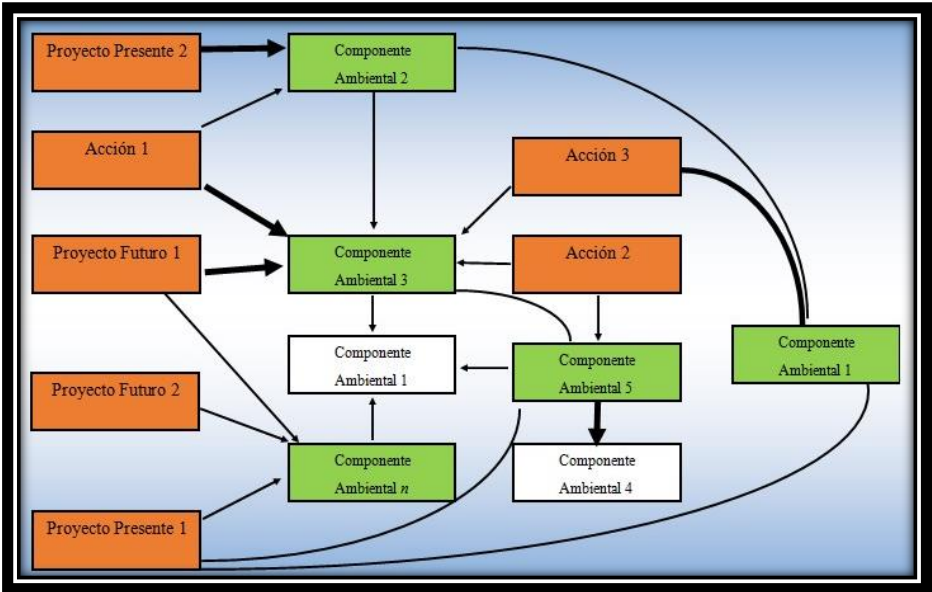 Proyecto Presente 2
Componente
Ambiental 2
Acción 1
Acción 3
Proyecto Futuro 1
Componente
Ambiental 3
Acción 2
Componente
Ambiental 1
Componente
Ambiental 5
Componente
Ambiental 1
Proyecto Futuro 2
Componente
Ambiental n
Componente
Ambiental 4
Proyecto Presente 1